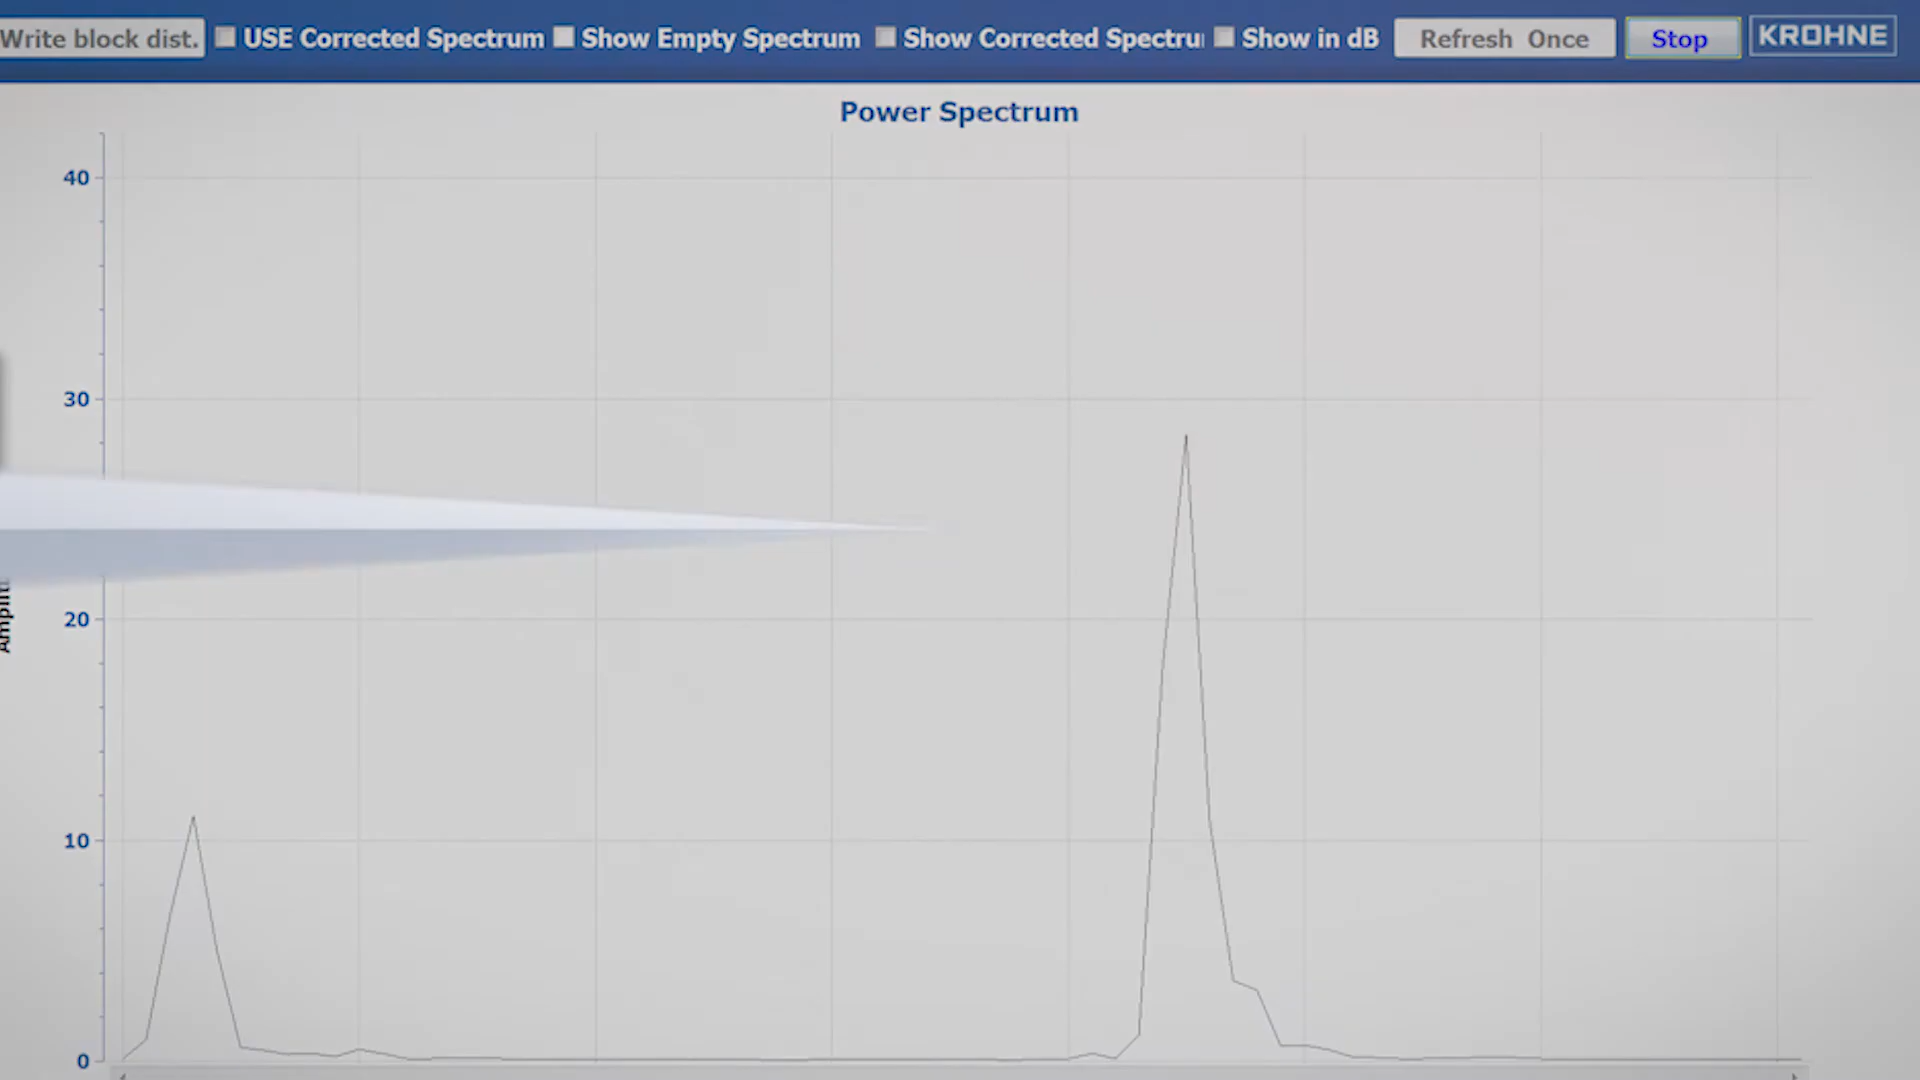 Write block dist. USE Corrected Spectrum Show Empty Spectrum Show Corrected Spectru Show in dB Refresh Once Stop KROHNE
Power Spectrum
40
30
20
10
0